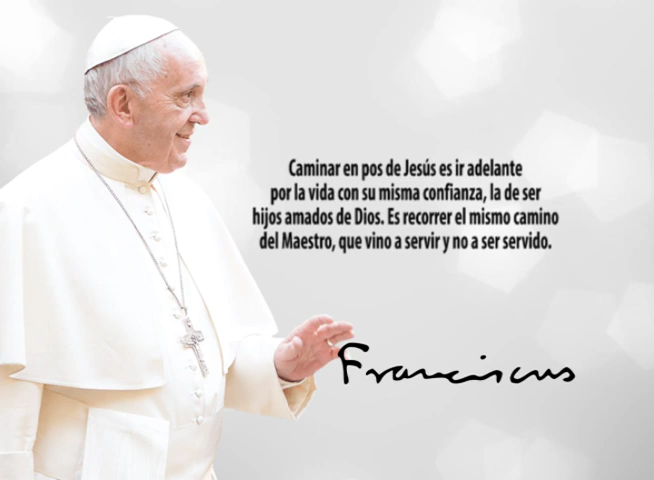 Caminar en pos de Jesús es ir adelante
por la vida con su misma confianza, la de ser
hijos amados de Dios. Es recorrer el mismo camino
del Maestro, que vino a servir y no a ser servido.
Franciscus